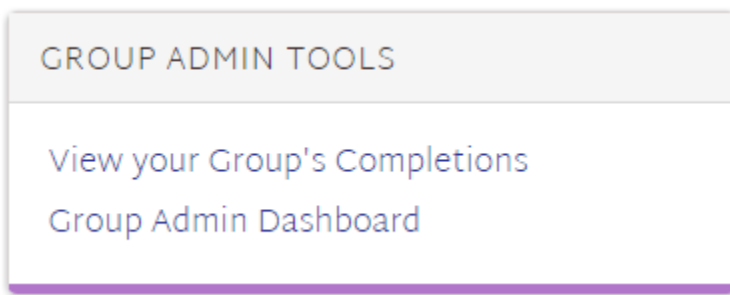 GROUP ADMIN TOOLS
View your Group's Completions
Group Admin Dashboard